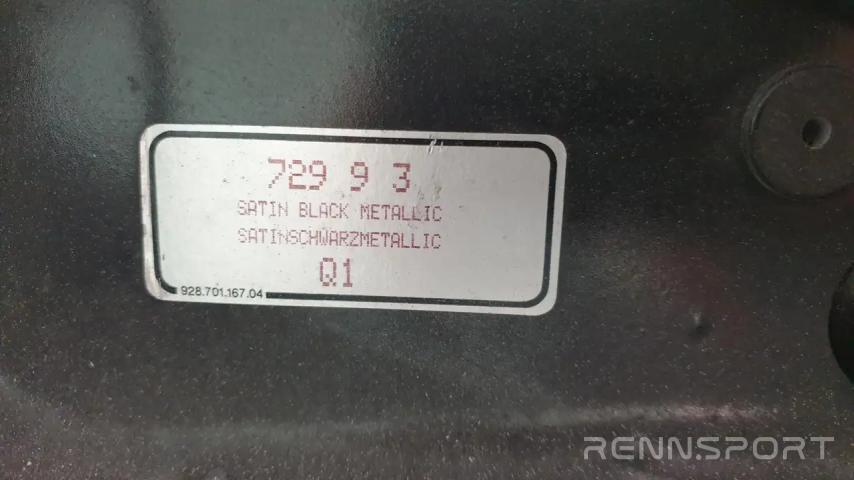 729 9 3
SATIN BLACK METALLIC
SATINSCHWARZMETALLIC
Q1
928.701.167.04
RENNSPORT